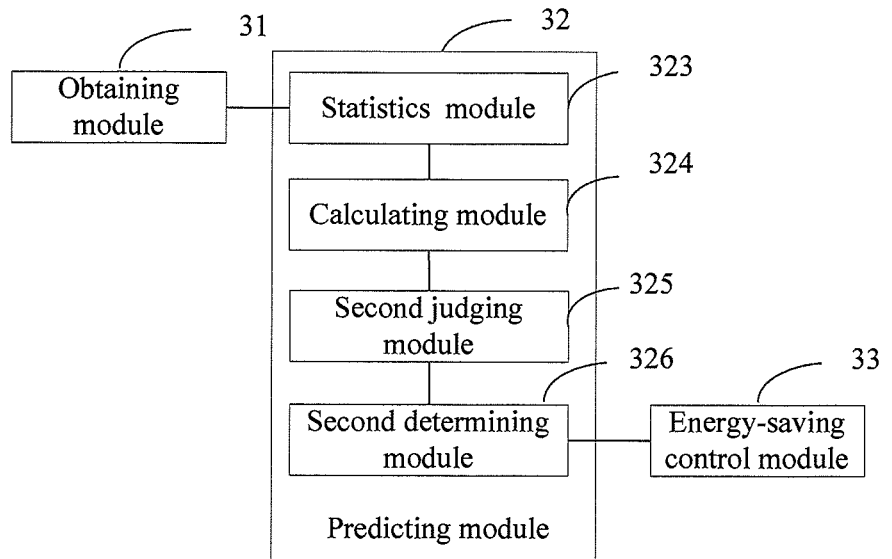 31
32
323
Obtaining
module
Statistics module
324
Calculating module
325
Second judging
module
326
33
Second determining
module
Energy-saving
control module
Predicting module